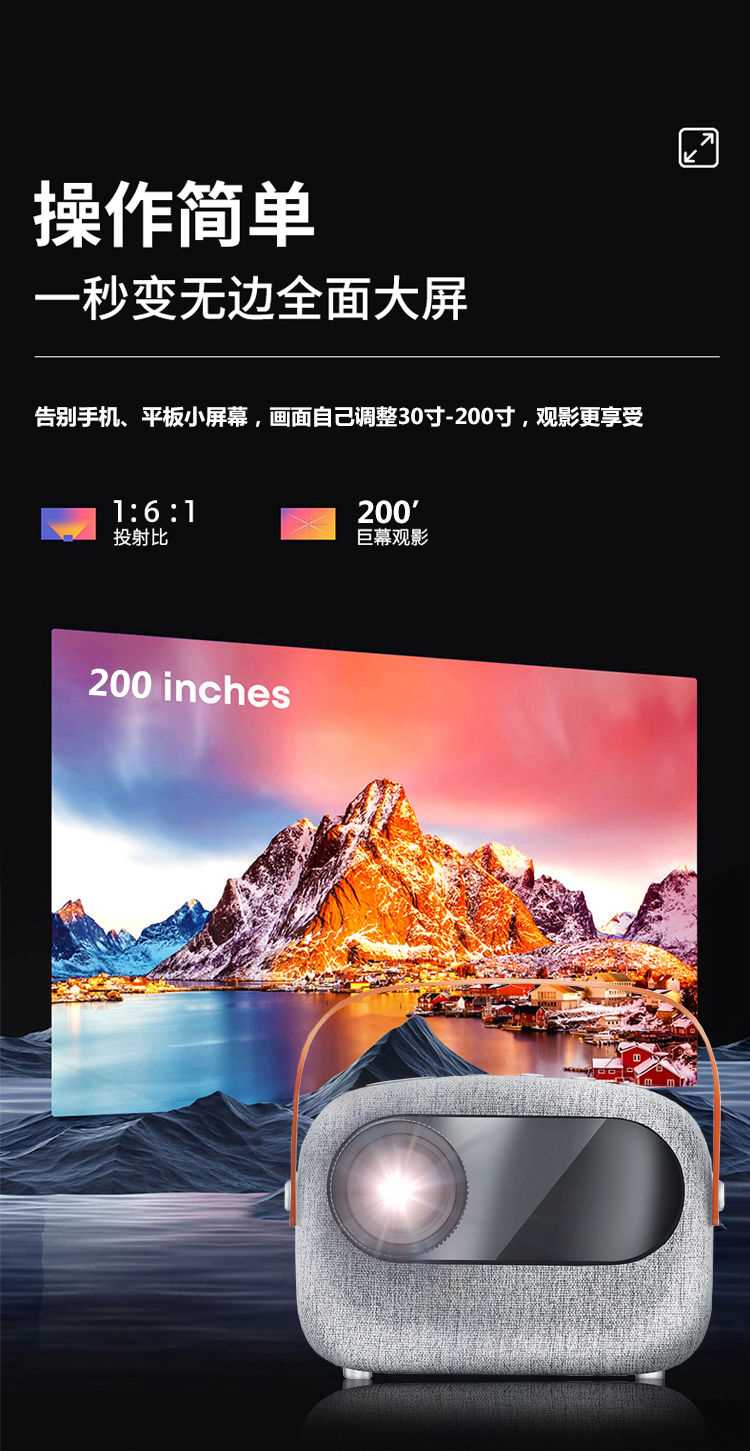 操作简单
一秒变无边全面大屏
告别手机、平板小屏幕，画面自己调整30寸-200寸，观影更享受
1:6:1
投射比
200′
巨幕观影
200 inches